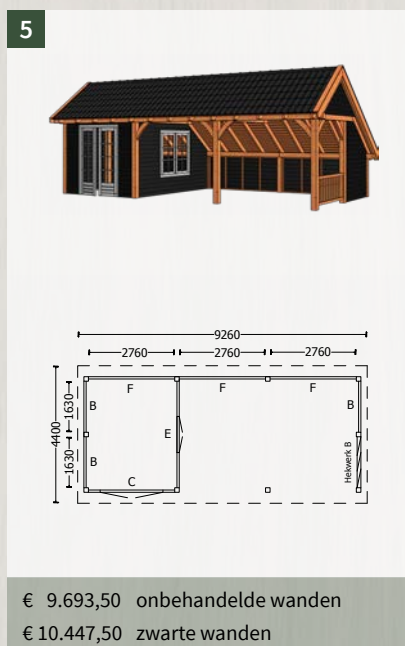 5
9260
2760 2760 2760
F F F
B B
1630
4400
E
1630
B
Hekwerk B
C
€ 9.693,50 onbehandelde wanden
€ 10.447,50 zwarte wanden